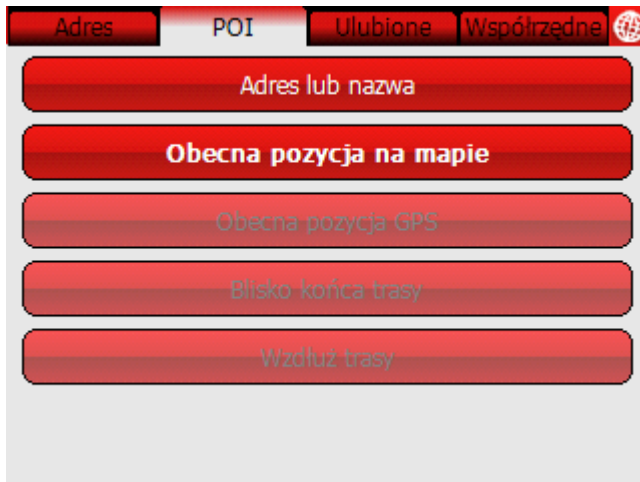 Adres POI Ulubione Współrzędne
Adres lub nazwa
Obecna pozycja na mapie
Obecna pozycja GPS
Blisko końca trasy
Wzdłuż trasy